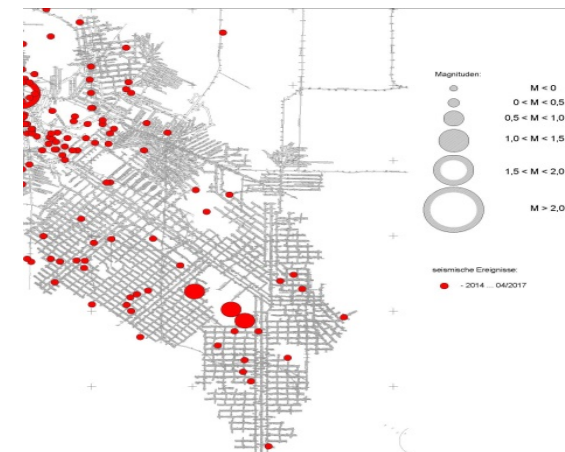 Magnituden:
M < 0
0 < M < 0,5
0,5 < M < 1,0
1,0 < M < 1,5
1,5 < M < 2,0
M > 2,0
seismische Ereignisse:
- 2014 ... 04/2017